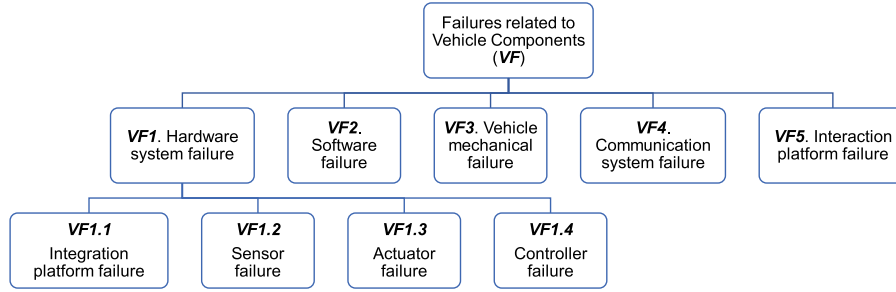 Failures related to
Vehicle Components
(VF)
VF1. Hardware
system failure
VF2.
Software
failure
VF3. Vehicle
mechanical
failure
VF4.
Communication
system failure
VF5. Interaction
platform failure
VF1.1
Integration
platform failure
VF1.2
Sensor
failure
VF1.3
Actuator
failure
VF1.4
Controller
failure